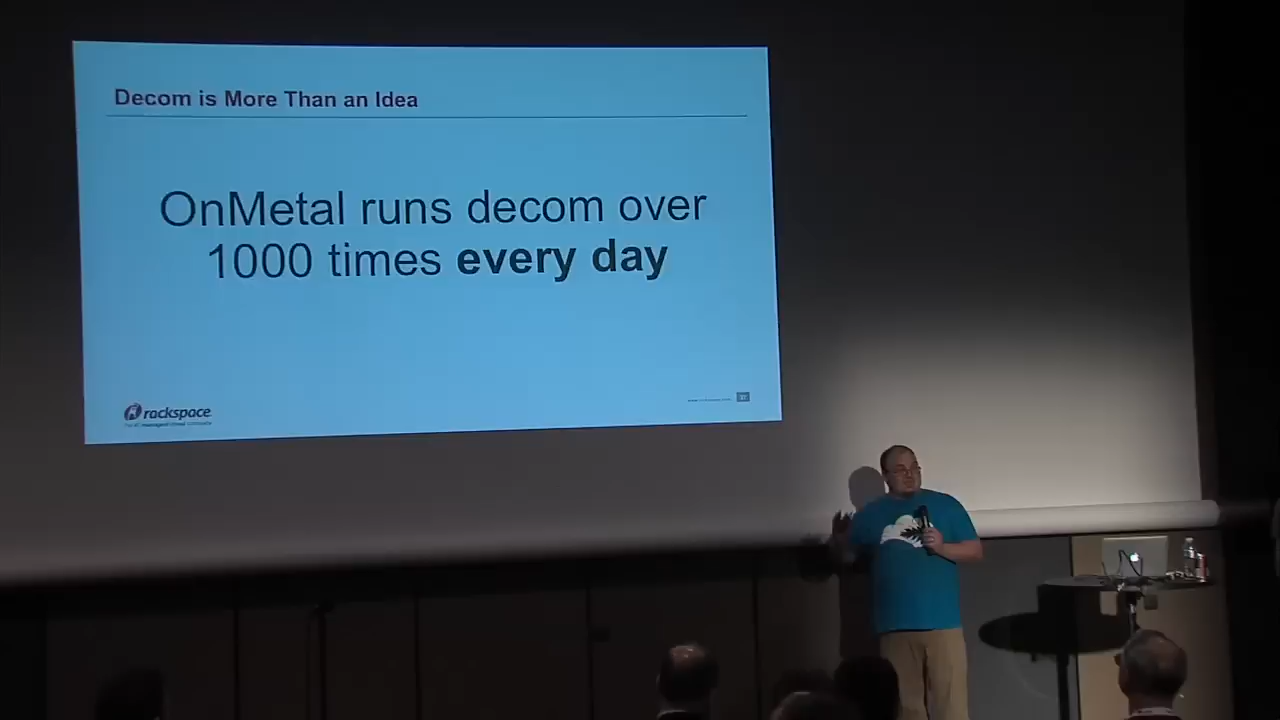 Decom is More Than an Idea
OnMetal runs decom over
1000 times every day
rackspace